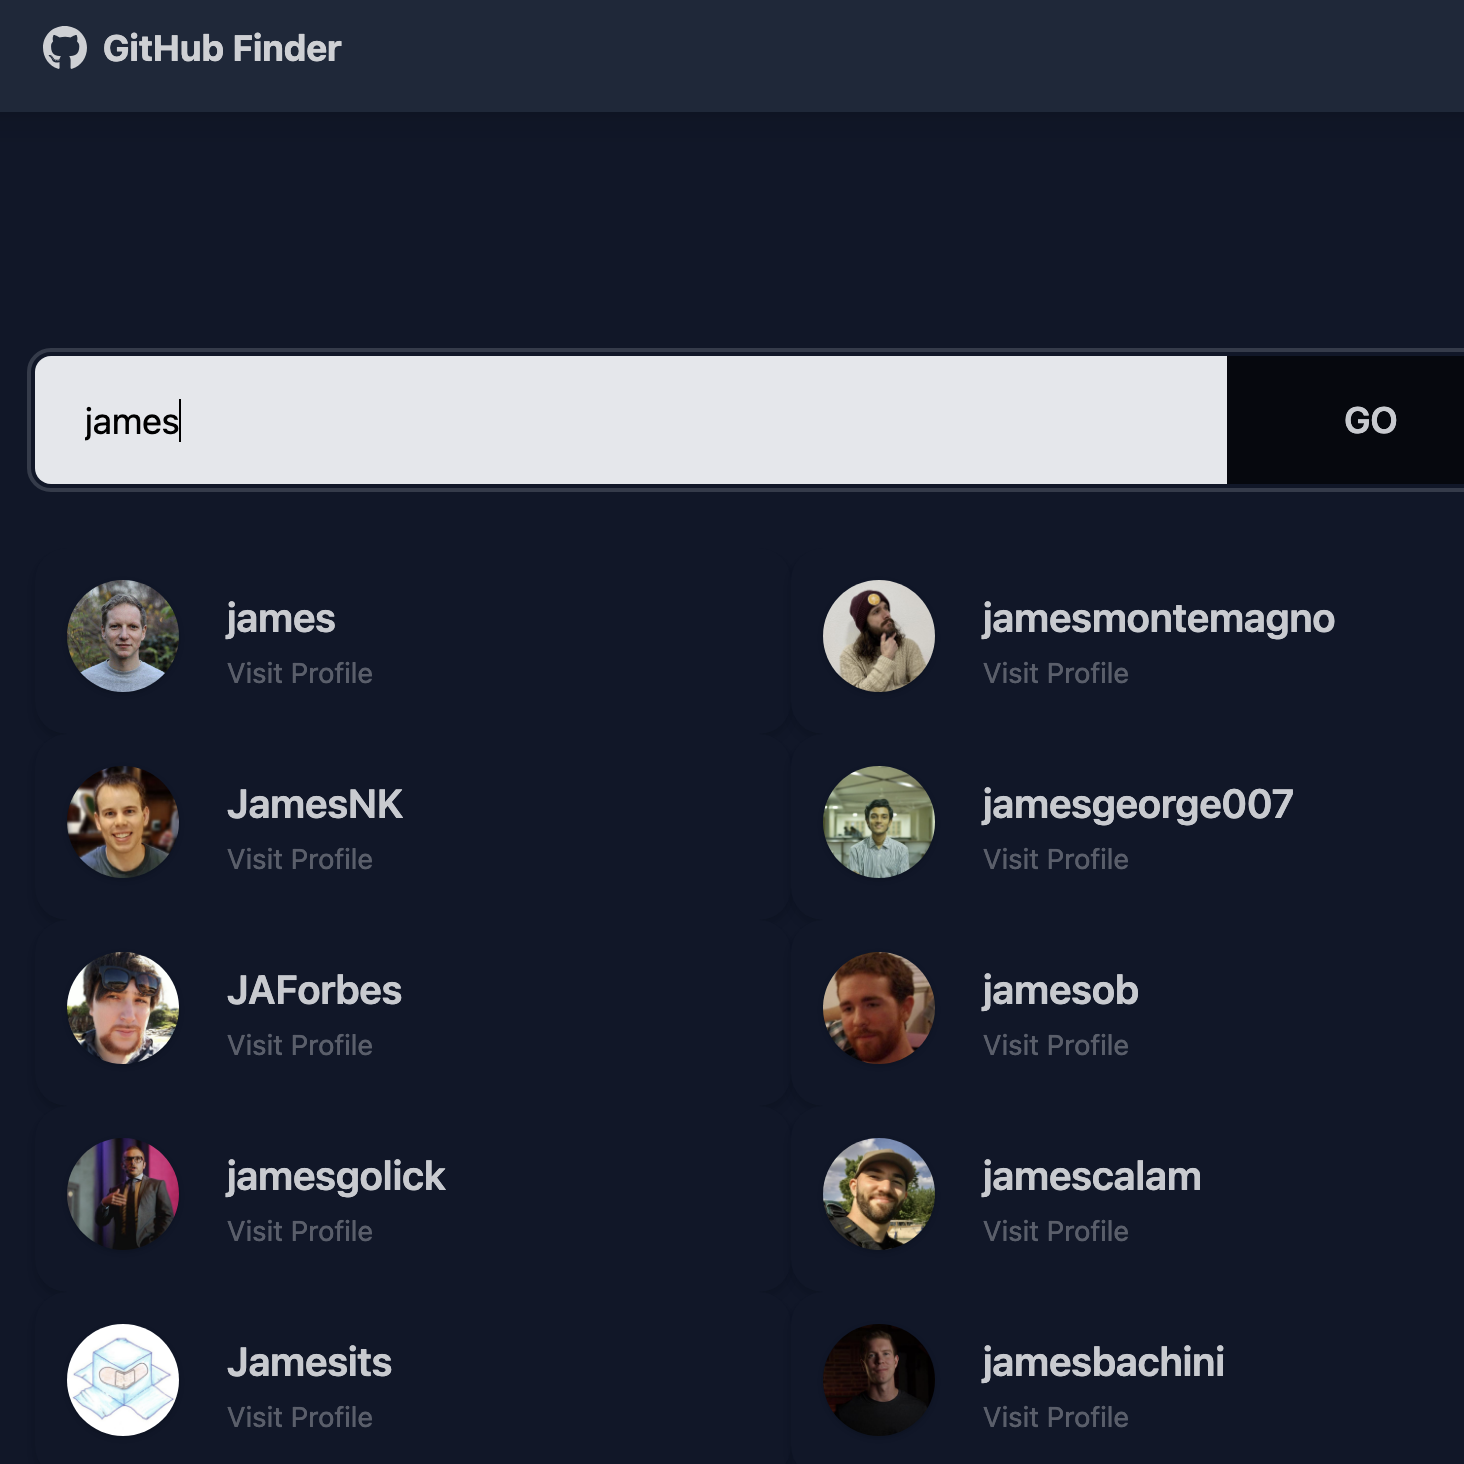 GitHub Finder
james
GO
james
Visit Profile
jamesmontemagno
Visit Profile
JamesNK
Visit Profile
jamesgeorge007
Visit Profile
JAForbes
Visit Profile
jamesob
Visit Profile
jamesgolick
Visit Profile
jamescalam
Visit Profile
Jamesits
Visit Profile
jamesbachini
Visit Profile